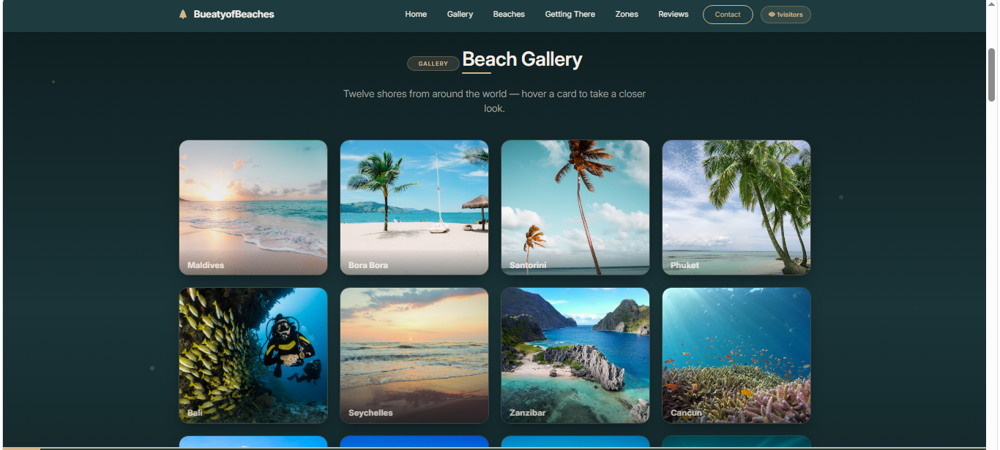 BueatyofBeaches
Home Gallery Beaches Getting There Zones Reviews Contact 1visitors
GALLERY Beach Gallery
Twelve shores from around the world — hover a card to take a closer
look.
Maldives Bora Bora Santorini Phuket
Bali Seychelles Zanzibar Cancún